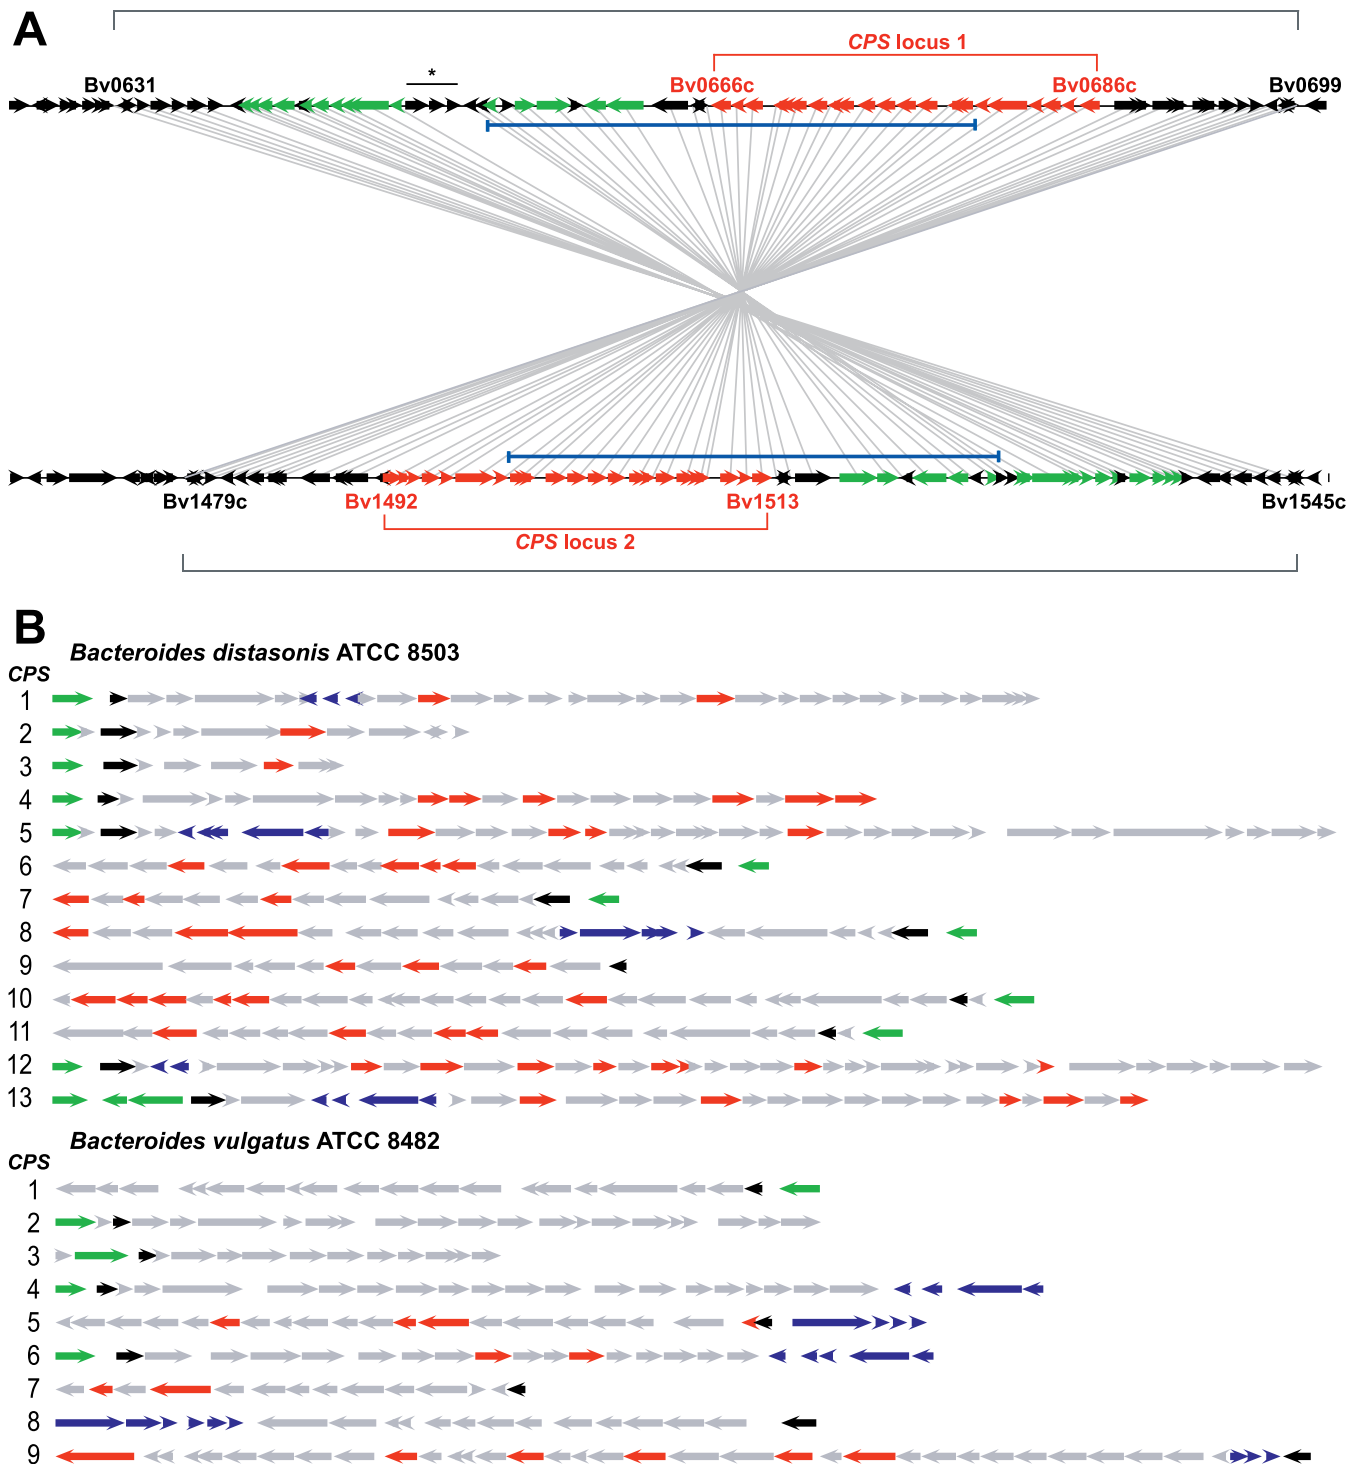 A
CPS locus 1
*
Bv0631
Bv0666c
Bv0686c
Bv0699
Bv1479c
Bv1492
Bv1513
Bv1545c
CPS locus 2
B
Bacteroides distasonis ATCC 8503
CPS
1
2
3
4
5
6
7
8
9
10
11
12
13
Bacteroides vulgatus ATCC 8482
CPS
1
2
3
4
5
6
7
8
9